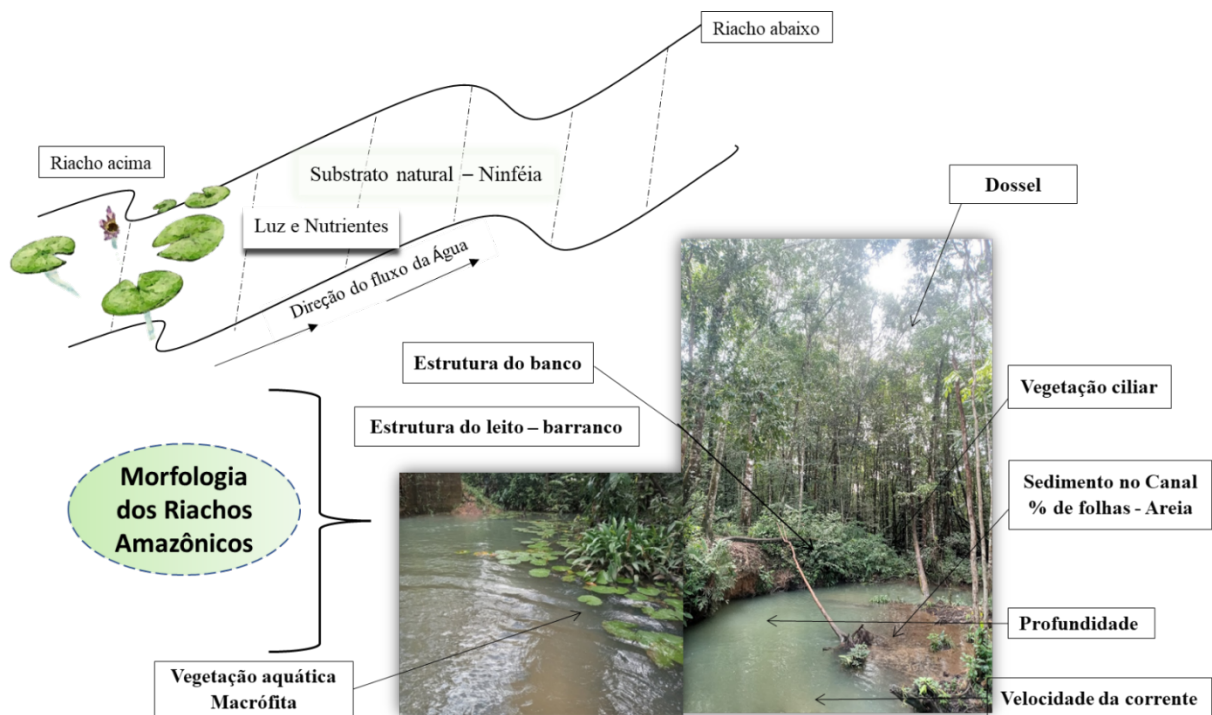 Riacho abaixo
Riacho acima
Substrato natural – Ninféia
Luz e Nutrientes
Direção do fluxo da Água
Dossel
Estrutura do banco
Vegetação ciliar
Estrutura do leito – barranco
Morfologia
dos Riachos
Amazônicos
Sedimento no Canal
% de folhas - Areia
Profundidade
Vegetação aquática
Macrófita
Velocidade da corrente